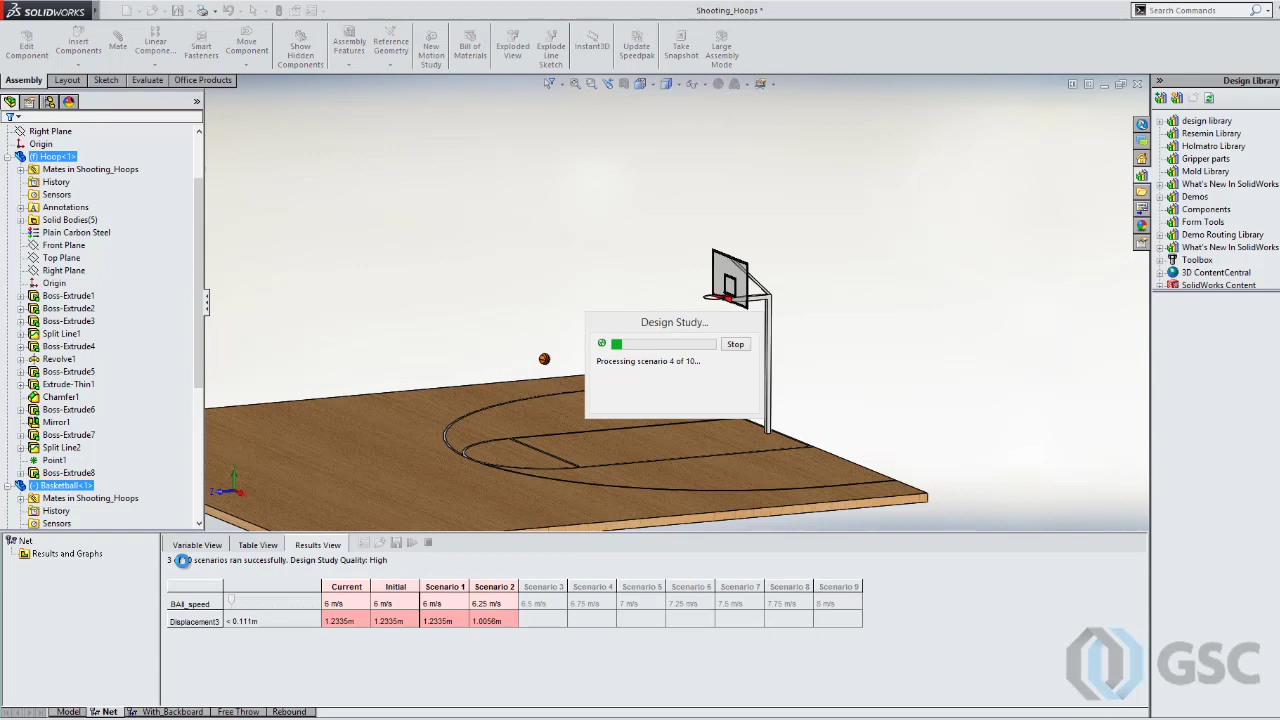 SOLIDWORKS
Shooting_Hoops *
Search Commands
Edit Component
Insert Components
Mate
Linear Compone...
Smart Fasteners
Move Component
Show Hidden Components
Assembly Features
Reference Geometry
New Motion Study
Bill of Materials
Exploded View
Explode Line Sketch
Instant3D
Update Speedpak
Take Snapshot
Large Assembly Mode
Assembly Layout Sketch Evaluate Office Products
Right Plane
Origin
(f) Hoop<1>
Mates in Shooting_Hoops
History
Sensors
Annotations
Solid Bodies(5)
Plain Carbon Steel
Front Plane
Top Plane
Right Plane
Origin
Boss-Extrude1
Boss-Extrude2
Boss-Extrude3
Split Line1
Boss-Extrude4
Revolve1
Boss-Extrude5
Extrude-Thin1
Chamfer1
Boss-Extrude6
Mirror1
Boss-Extrude7
Split Line2
Point1
Boss-Extrude8
(-) Basketball<1>
Mates in Shooting_Hoops
History
Sensors
Z
Design Study...
Stop
Processing scenario 4 of 10...
Design Library
design library
Resemin Library
Holmatro Library
Gripper parts
Mold Library
What's New In SolidWorks
Demos
Components
Form Tools
Demo Routing Library
What's New in SolidWorks
Toolbox
3D ContentCentral
SolidWorks Content
Net
Results and Graphs
Variable View Table View Results View
3 0 scenarios ran successfully. Design Study Quality: High
Current Initial Scenario 1 Scenario 2 Scenario 3 Scenario 4 Scenario 5 Scenario 6 Scenario 7 Scenario 8 Scenario 9
BAll_speed 6 m/s 6 m/s 6 m/s 6.25 m/s 6.5 m/s 6.75 m/s 7 m/s 7.25 m/s 7.5 m/s 7.75 m/s 8 m/s
Displacement3 < 0.111m 1.2335m 1.2335m 1.2335m 1.0056m
GSC
Model Net With_Backboard Free Throw Rebound